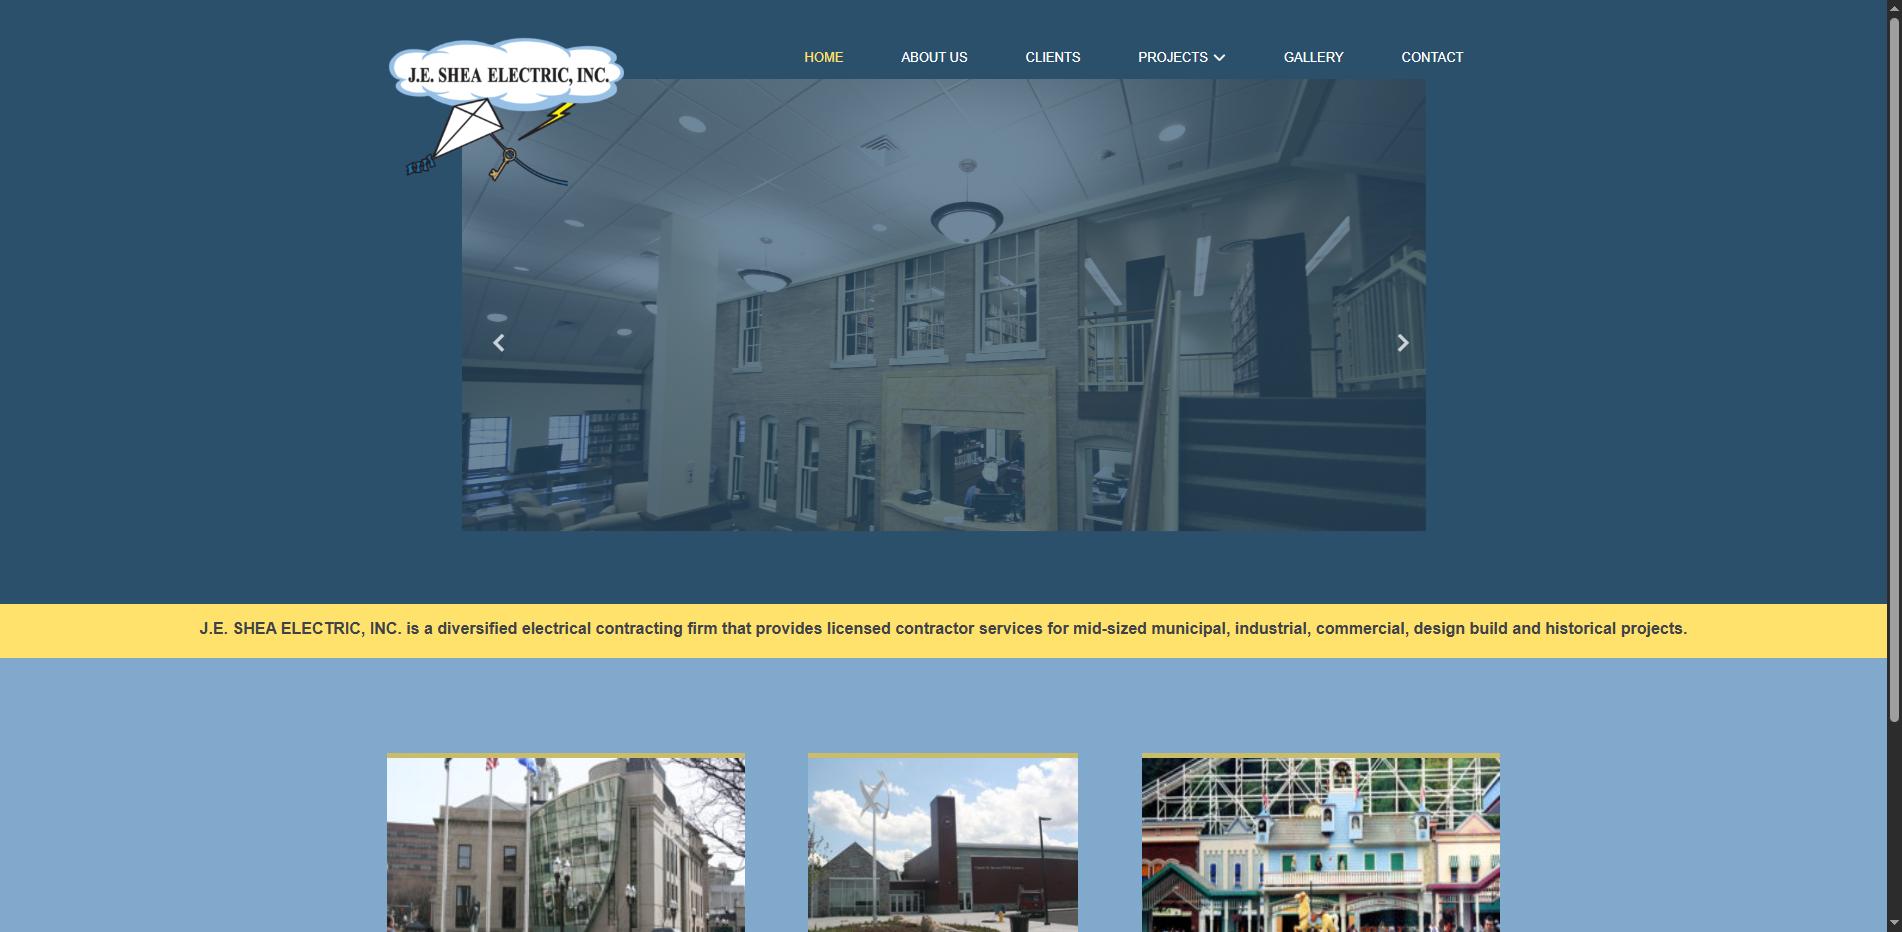 J.E. SHEA ELECTRIC, INC.
HOME
ABOUT US
CLIENTS
PROJECTS
GALLERY
CONTACT
J.E. SHEA ELECTRIC, INC. is a diversified electrical contracting firm that provides licensed contractor services for mid-sized municipal, industrial, commercial, design build and historical projects.